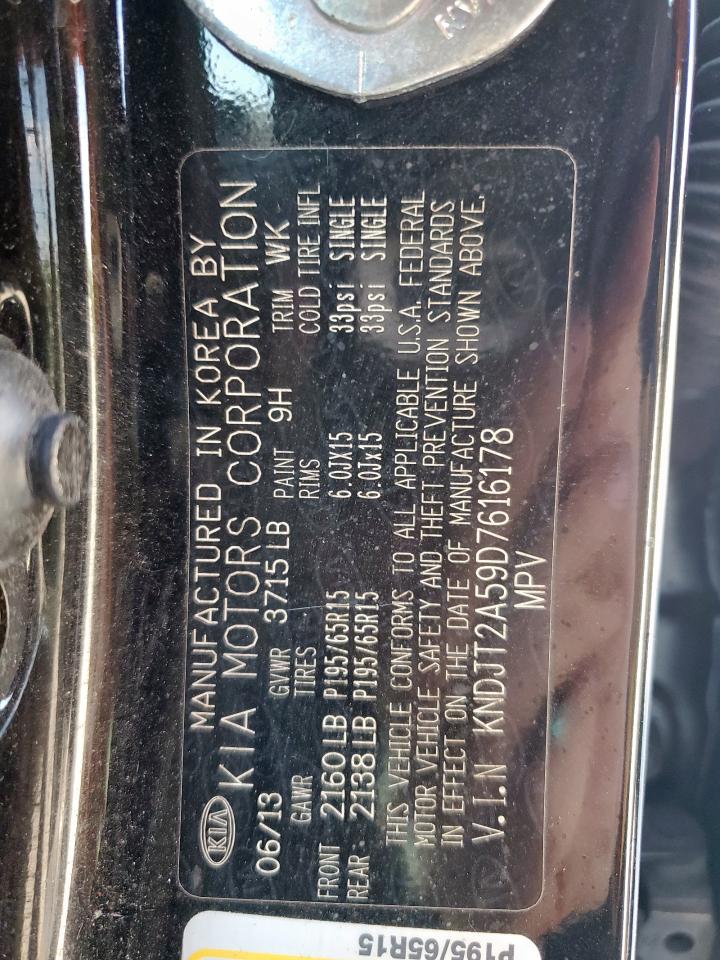 KIA
MANUFACTURED IN KOREA BY
KIA MOTORS CORPORATION
06/13 GVWR 3715 LB PAINT 9H TRIM WK
GAWR TIRES RIMS COLD TIRE INFL
FRONT 2160 LB P195/65R15 6.0JX15 33psi SINGLE
REAR 2138 LB P195/65R15 6.0Jx15 33psi SINGLE
THIS VEHICLE CONFORMS TO ALL APPLICABLE U.S.A. FEDERAL
MOTOR VEHICLE SAFETY AND THEFT PREVENTION STANDARDS
IN EFFECT ON THE DATE OF MANUFACTURE SHOWN ABOVE.
V.I.N KNDJT2A59D7616178
MPV
P195/65R15